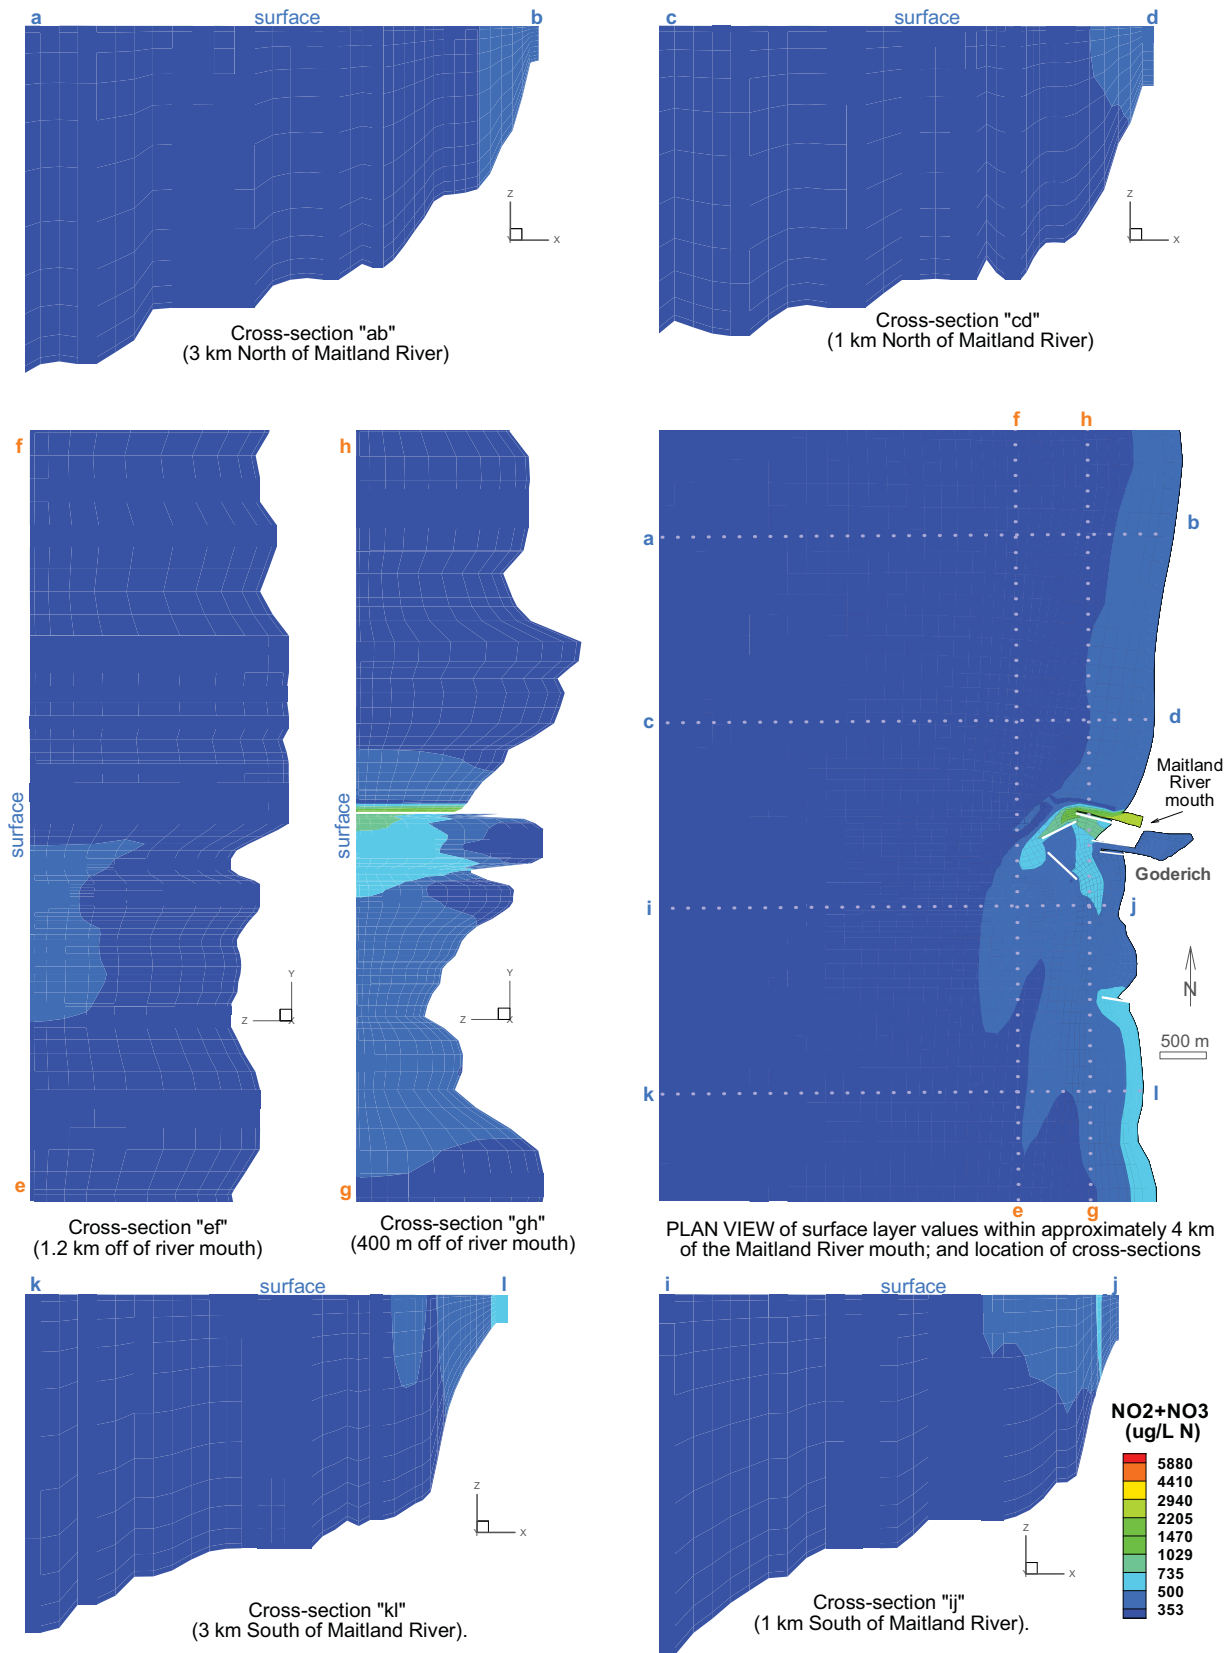 a surface b
c surface d
Z
X
Y
Z
X
Y
Cross-section "ab"
(3 km North of Maitland River)
Cross-section "cd"
(1 km North of Maitland River)
f
h
f h
surface
surface
a
b
c
d
Maitland
River
mouth
Goderich
i
j
N
500 m
k
l
Y
Z X
Y
Z X
e
g
e g
Cross-section "ef"
(1.2 km off of river mouth)
Cross-section "gh"
(400 m off of river mouth)
PLAN VIEW of surface layer values within approximately 4 km
of the Maitland River mouth; and location of cross-sections
k surface l
i surface j
NO2+NO3
(ug/L N)
5880
4410
2940
2205
1470
1029
735
500
353
Z
Y X
Z
Y X
Cross-section "kl"
(3 km South of Maitland River).
Cross-section "ij"
(1 km South of Maitland River).